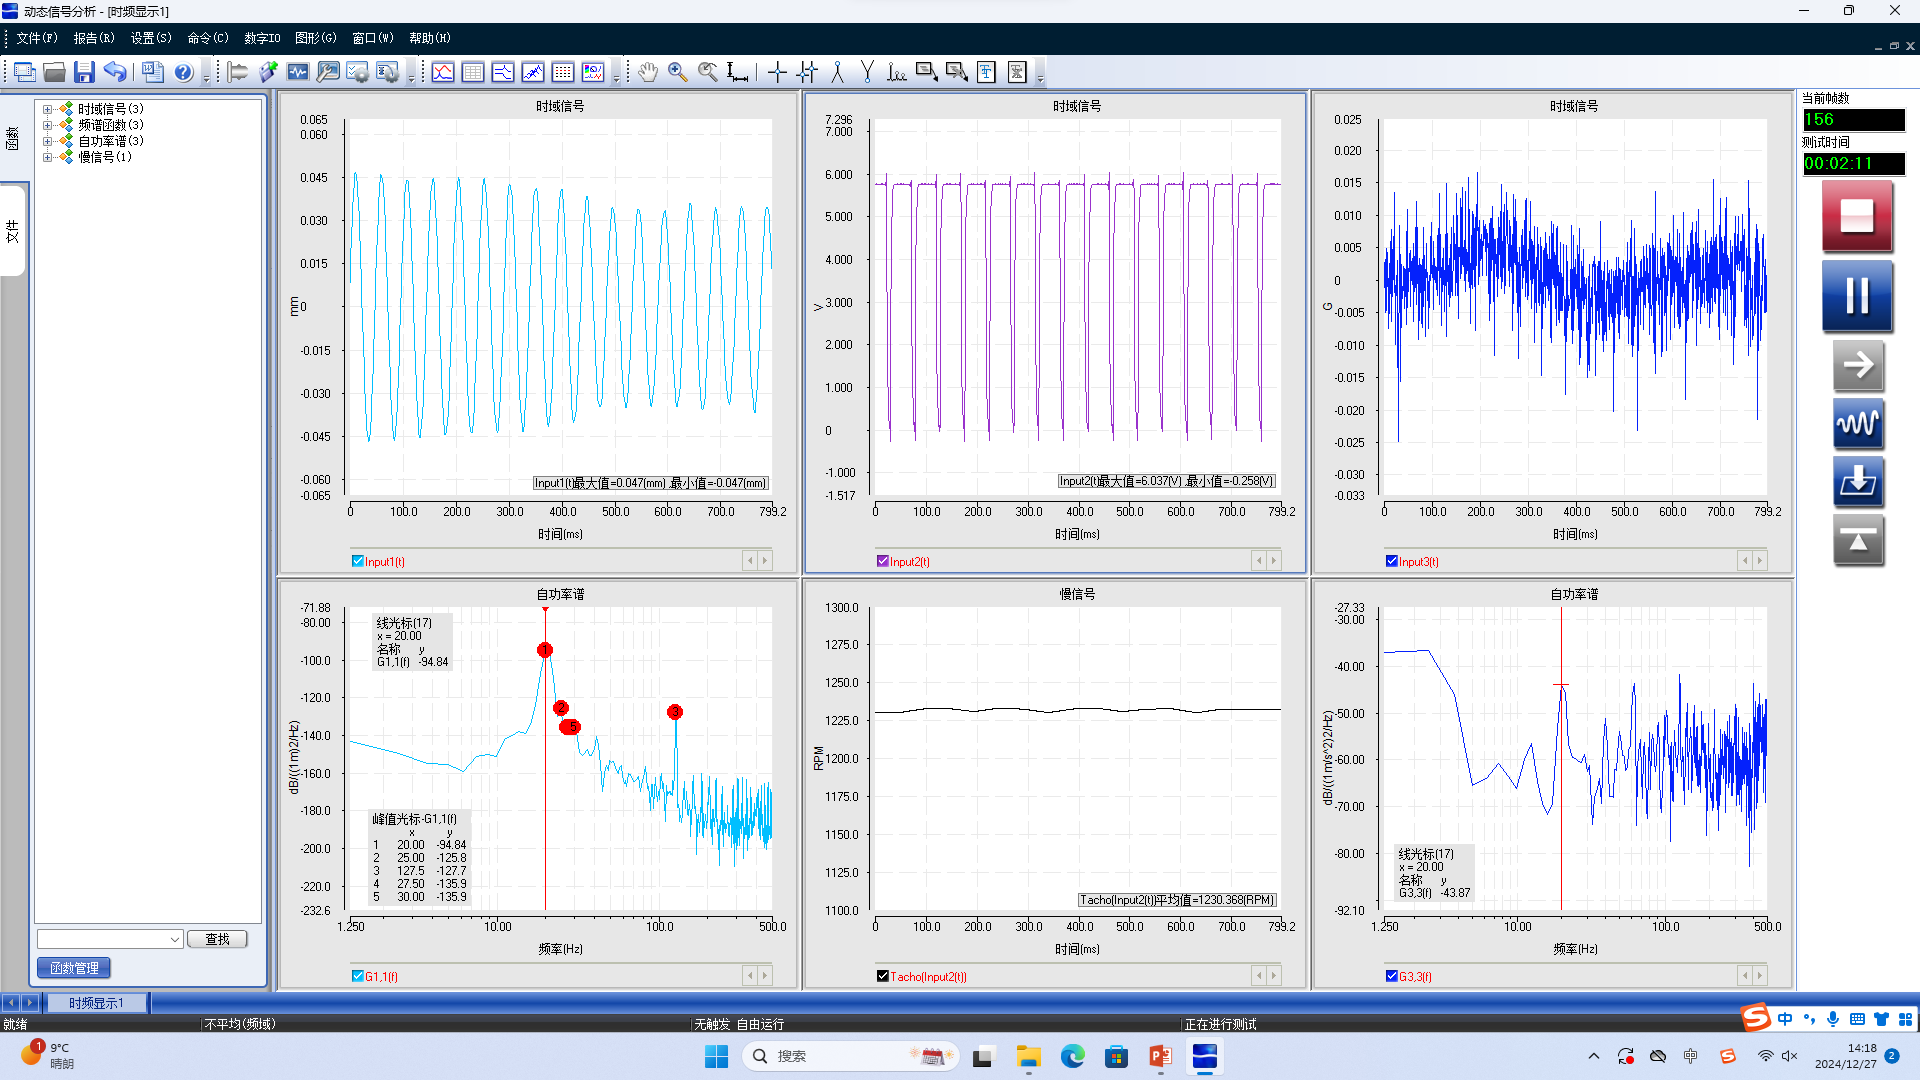 动态信号分析 - [时频显示1]
文件(F) 报告(R) 设置(S) 命令(C) 数字IO 图形(G) 窗口(W) 帮助(H)
函数
文件
时域信号(3)
频谱函数(3)
自功率谱(3)
慢信号(1)
查找
函数管理
时域信号
0.065
0.060
0.045
0.030
0.015
0
-0.015
-0.030
-0.045
-0.060
-0.065
mm
Input1(t)最大值=0.047(mm) ,最小值=-0.047(mm)
0 100.0 200.0 300.0 400.0 500.0 600.0 700.0 799.2
时间(ms)
Input1(t)
时域信号
7.296
7.000
6.000
5.000
4.000
3.000
2.000
1.000
0
-1.000
-1.517
V
Input2(t)最大值=6.037(V) ,最小值=-0.258(V)
0 100.0 200.0 300.0 400.0 500.0 600.0 700.0 799.2
时间(ms)
Input2(t)
时域信号
0.025
0.020
0.015
0.010
0.005
0
-0.005
-0.010
-0.015
-0.020
-0.025
-0.030
-0.033
G
0 100.0 200.0 300.0 400.0 500.0 600.0 700.0 799.2
时间(ms)
Input3(t)
当前帧数
156
测试时间
00:02:11
自功率谱
-71.88
-80.00
-100.0
-120.0
-140.0
-160.0
-180.0
-200.0
-220.0
-232.6
dB/((1m)2/Hz)
线光标(17)
x = 20.00
名称 y
G1,1(f) -94.84
1
2
5
3
峰值光标-G1,1(f)
x y
1 20.00 -94.84
2 25.00 -125.8
3 127.5 -127.7
4 27.50 -135.9
5 30.00 -135.9
1.250 10.00 100.0 500.0
频率(Hz)
G1,1(f)
慢信号
1300.0
1275.0
1250.0
1225.0
1200.0
1175.0
1150.0
1125.0
1100.0
RPM
Tacho(Input2(t))平均值=1230.368(RPM)
0 100.0 200.0 300.0 400.0 500.0 600.0 700.0 799.2
时间(ms)
Tacho(Input2(t))
自功率谱
-27.33
-30.00
-40.00
-50.00
-60.00
-70.00
-80.00
-92.10
dB/((1m/s^2)2/Hz)
线光标(17)
x = 20.00
名称 y
G3,3(f) -43.87
1.250 10.00 100.0 500.0
频率(Hz)
G3,3(f)
时频显示1
就绪 不平均(频域) 无触发 自由运行 正在进行测试
S 中
1
9°C
晴朗
搜索
中
14:18
2024/12/27
2